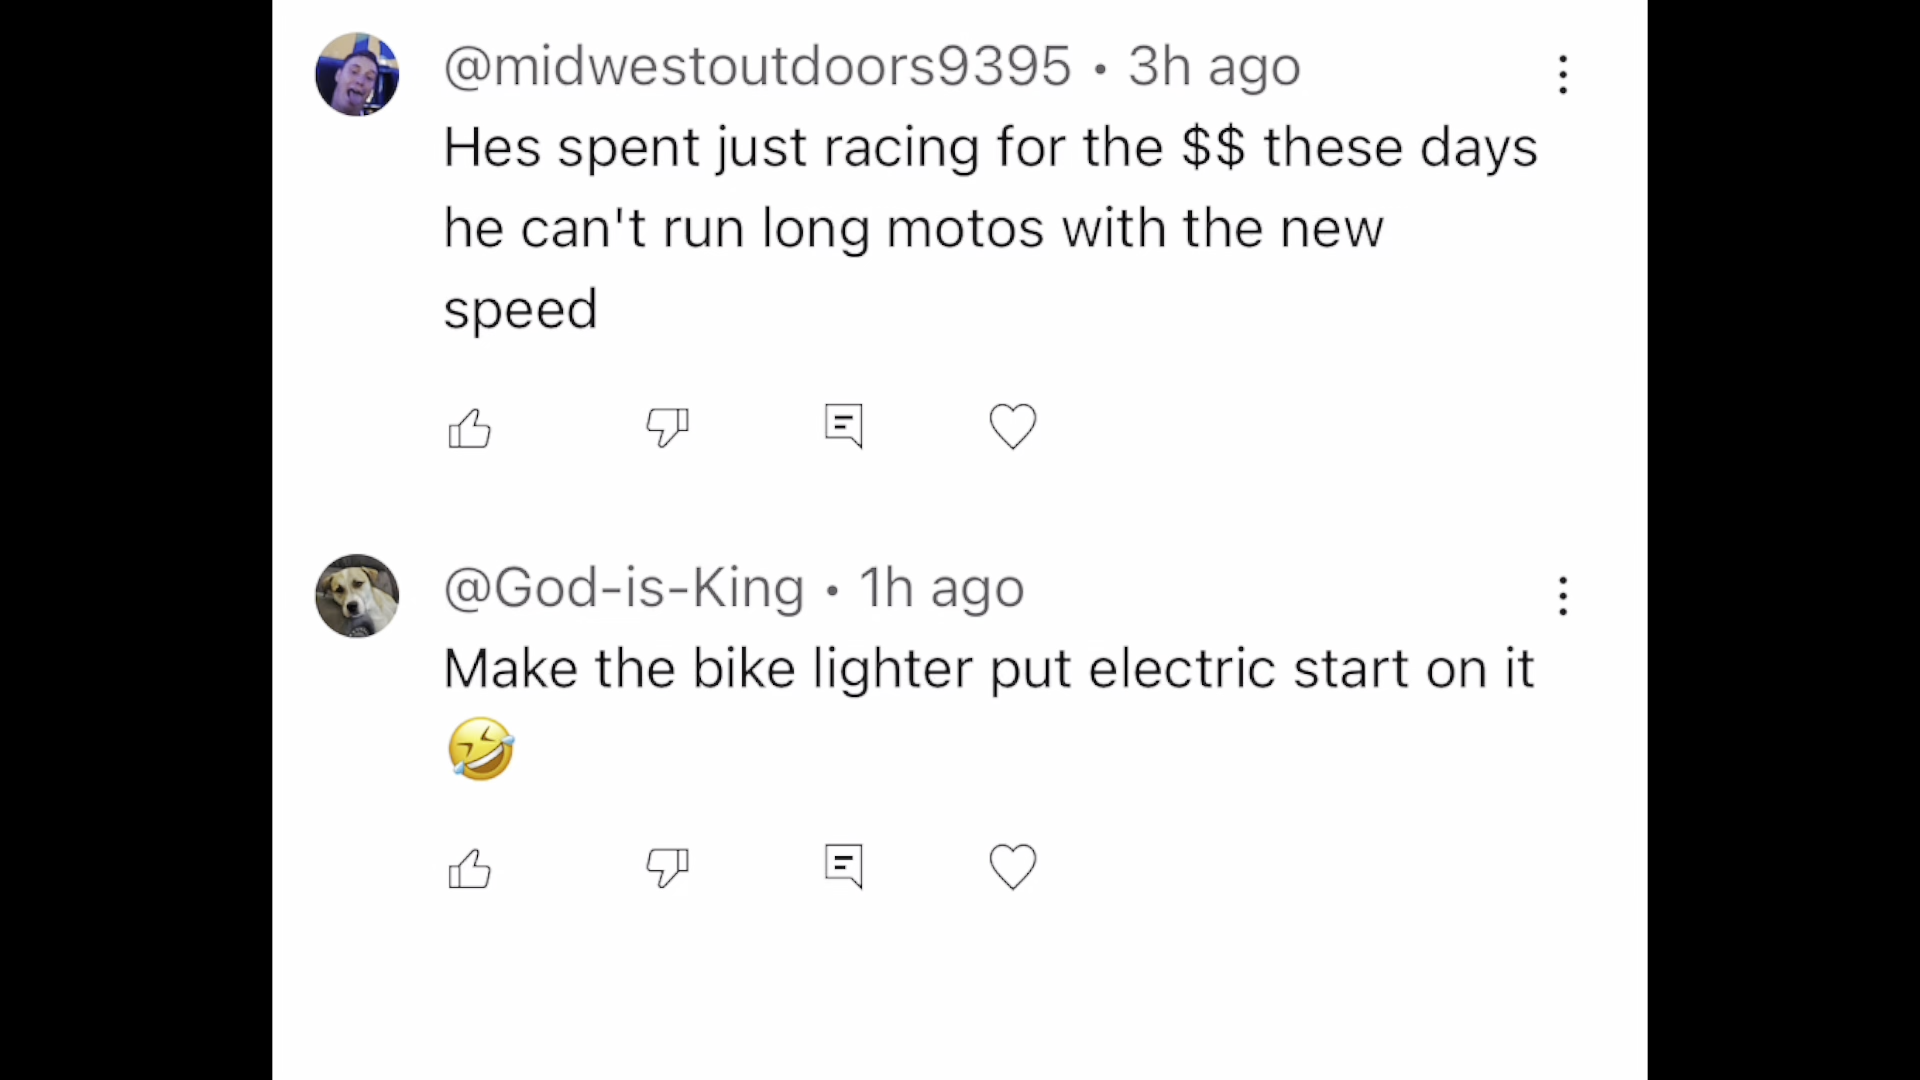 @midwestoutdoors9395 • 3h ago
Hes spent just racing for the $$ these days
he can't run long motos with the new
speed
@God-is-King • 1h ago
Make the bike lighter put electric start on it
🤣